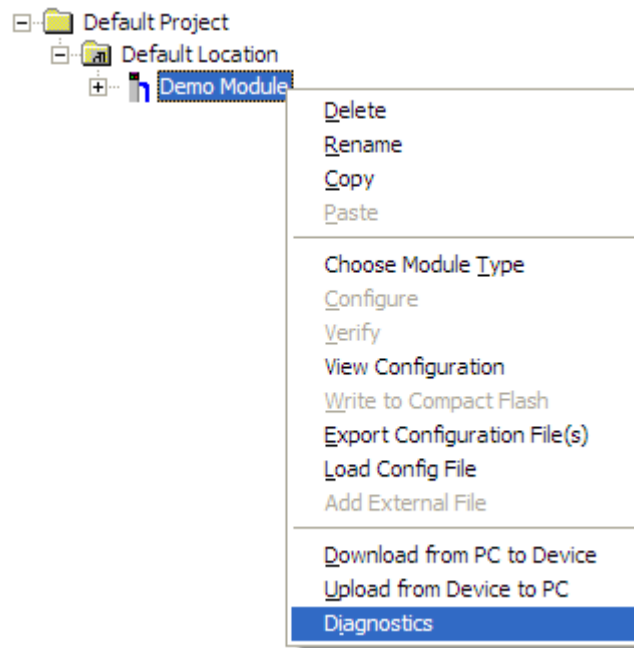 Default Project
Default Location
Demo Module
Delete
Rename
Copy
Paste
Choose Module Type
Configure
Verify
View Configuration
Write to Compact Flash
Export Configuration File(s)
Load Config File
Add External File
Download from PC to Device
Upload from Device to PC
Diagnostics